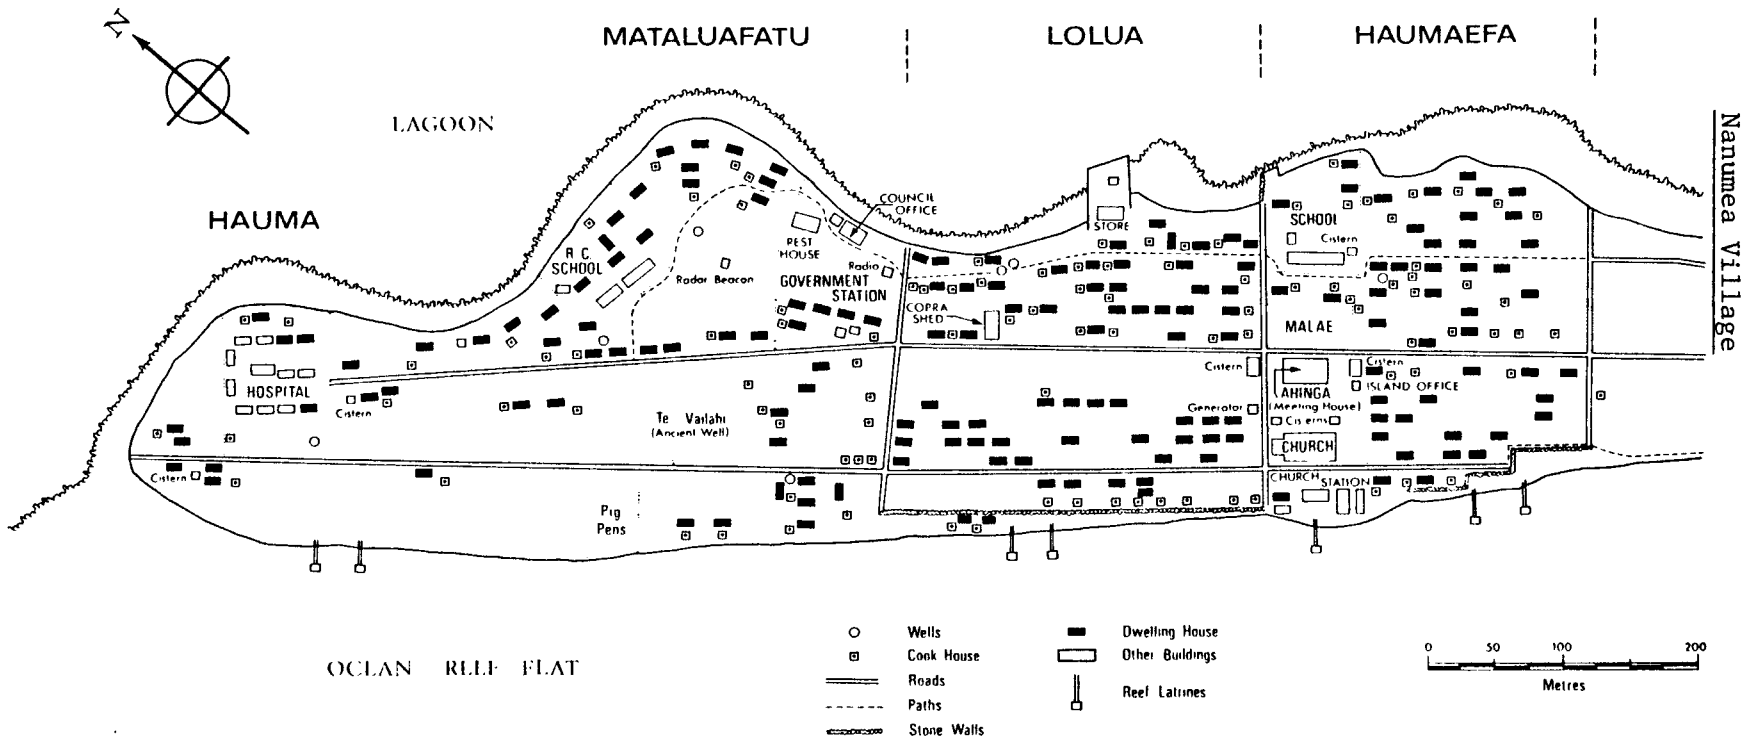 N
MATALUAFATU
LOLUA
HAUMAEFA
LAGOON
Nanumea Village
HAUMA
COUNCIL
OFFICE
STORE
SCHOOL
Cistern
R.C.
SCHOOL
REST
HOUSE
Radar Beacon
Radio
GOVERNMENT
STATION
COPRA
SHED
MALAE
HOSPITAL
Cistern
Cistern
Cistern
ISLAND OFFICE
AHINGA
(Meeting House)
Te Vailahi
(Ancient Well)
Generator
Cisterns
CHURCH
Cistern
CHURCH
STATION
Pig
Pens
OCEAN REEF FLAT
Wells
Cook House
Roads
Paths
Stone Walls
Dwelling House
Other Buildings
Reef Latrines
0 50 100 200
Metres